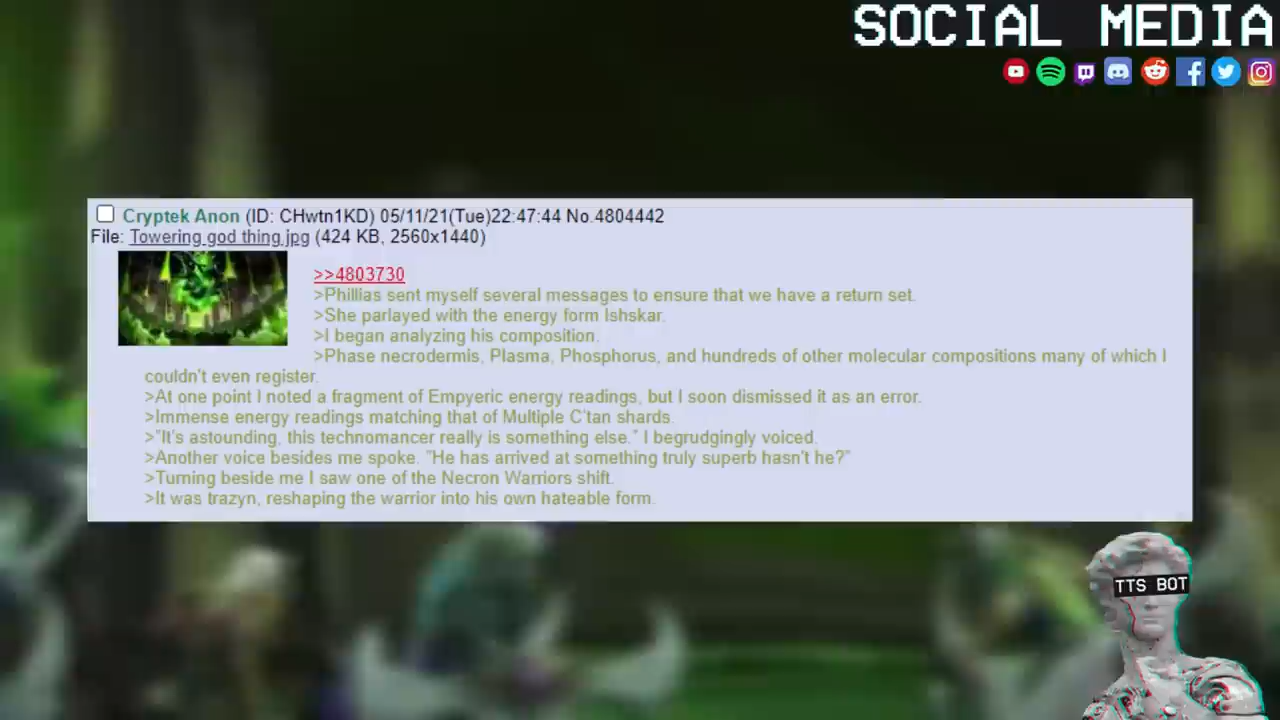 SOCIAL MEDIA
Cryptek Anon (ID: CHwtn1KD) 05/11/21(Tue)22:47:44 No.4804442
File: Towering god thing.jpg (424 KB, 2560x1440)
>>4803730
>Phillias sent myself several messages to ensure that we have a return set.
>She parlayed with the energy form Ishskar.
>I began analyzing his composition.
>Phase necrodermis, Plasma, Phosphorus, and hundreds of other molecular compositions many of which I
couldn't even register.
>At one point I noted a fragment of Empyeric energy readings, but I soon dismissed it as an error.
>Immense energy readings matching that of Multiple C'tan shards.
>"It's astounding, this technomancer really is something else." I begrudgingly voiced.
>Another voice besides me spoke. "He has arrived at something truly superb hasn't he?"
>Turning beside me I saw one of the Necron Warriors shift.
>It was trazyn, reshaping the warrior into his own hateable form.
TTS BOT